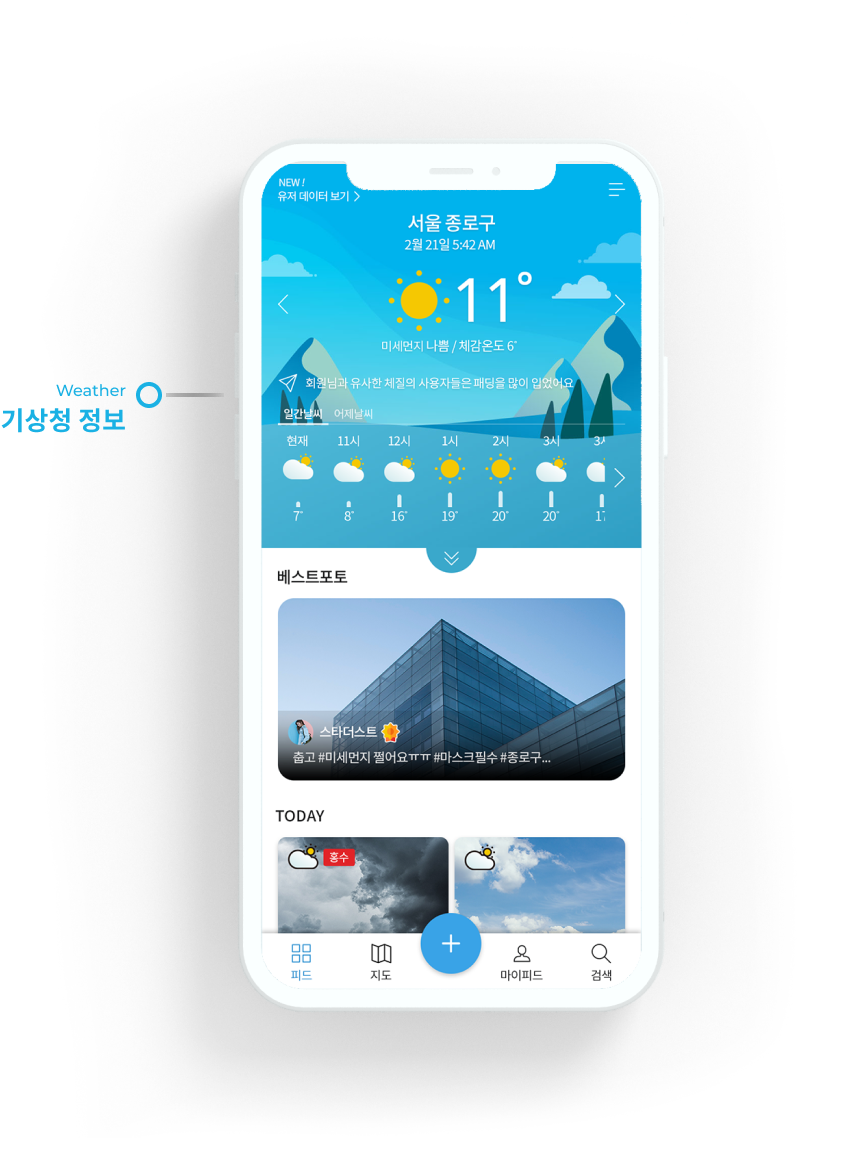 Weather
기상청 정보
NEW !
유저 데이터 보기
서울 종로구
2월 21일 5:42 AM
11°
미세먼지 나쁨 / 체감온도 6°
회원님과 유사한 체질의 사용자들은 패딩을 많이 입었어요
일간날씨 어제날씨
현재 11시 12시 1시 2시 3시
7° 8° 16° 19° 20° 20°
베스트포토
스타더스트
춥고 #미세먼지 쩔어요ㅠㅠ #마스크필수 #종로구...
TODAY
홍수
피드 지도 마이피드 검색